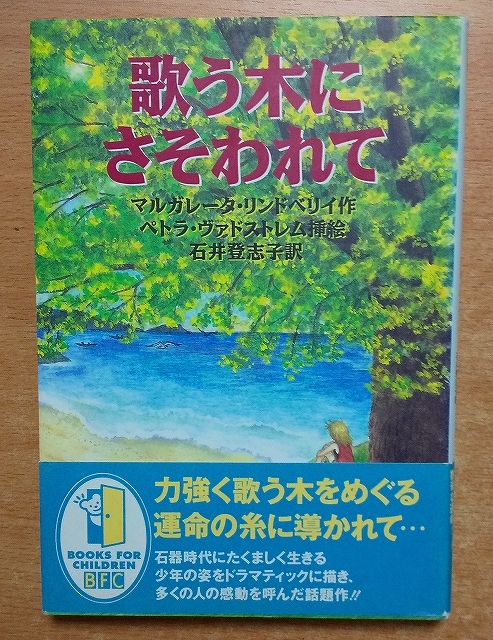 歌う木に
さそわれて
マルガレータ・リンドベリイ作
ペトラ・ヴァドストレム挿絵
石井登志子訳
力強く歌う木をめぐる
運命の糸に導かれて…
BOOKS FOR
CHILDREN
BFC
石器時代にたくましく生きる
少年の姿をドラマティックに描き、
多くの人の感動を呼んだ話題作!!